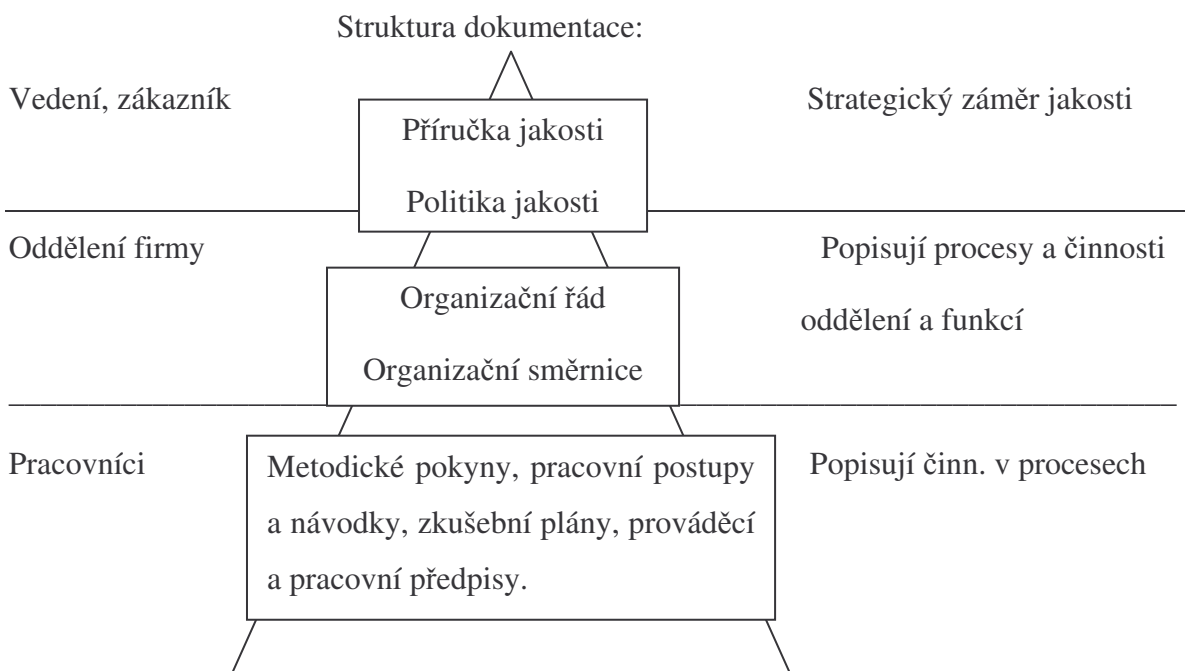 Struktura dokumentace:
Vedení, zákazník
Strategický záměr jakosti
Příručka jakosti
Politika jakosti
Oddělení firmy
Popisují procesy a činnosti
oddělení a funkcí
Organizační řád
Organizační směrnice
Pracovníci
Metodické pokyny, pracovní postupy
a návodky, zkušební plány, prováděcí
a pracovní předpisy.
Popisují činn. v procesech